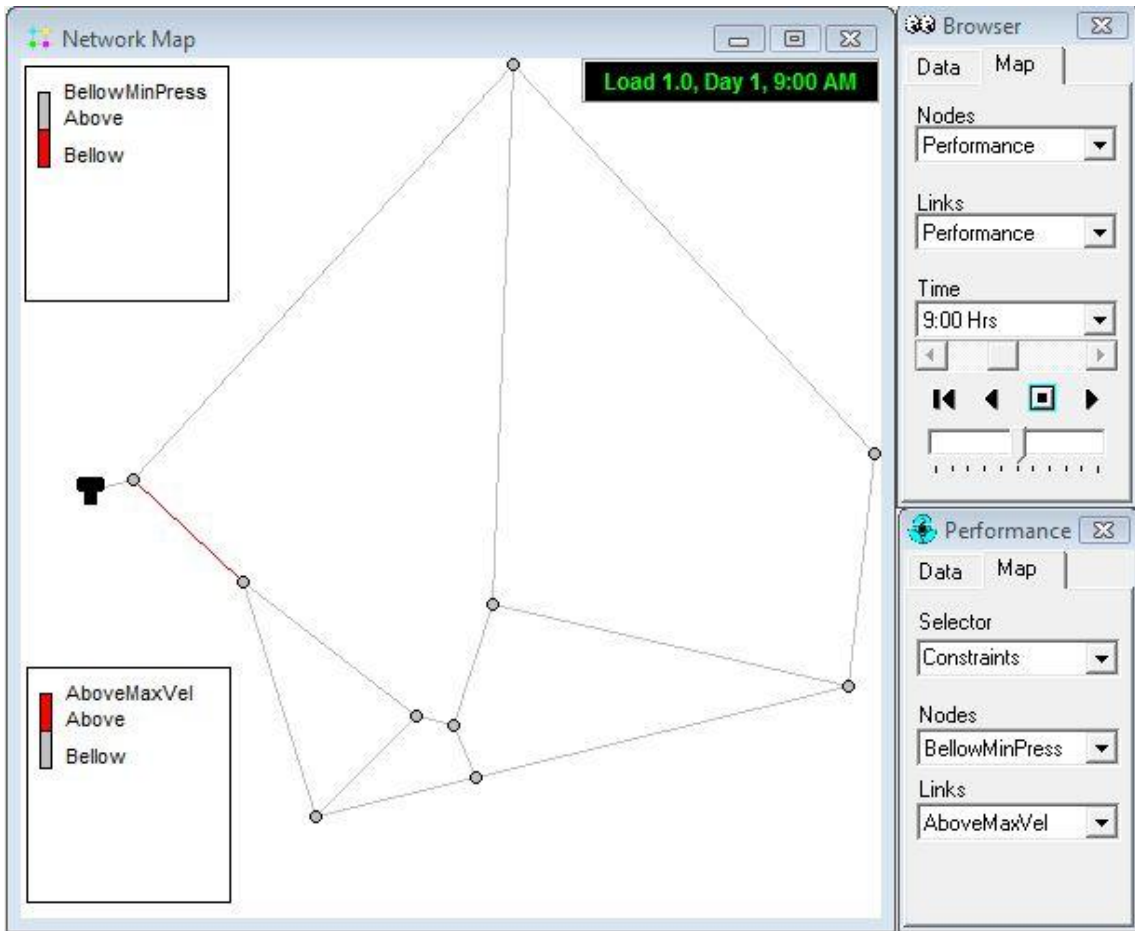 Network Map
Load 1.0, Day 1, 9:00 AM
BellowMinPress
Above
Bellow
AboveMaxVel
Above
Bellow
Browser
Data Map
Nodes
Performance
Links
Performance
Time
9:00 Hrs
Performance
Data Map
Selector
Constraints
Nodes
BellowMinPress
Links
AboveMaxVel